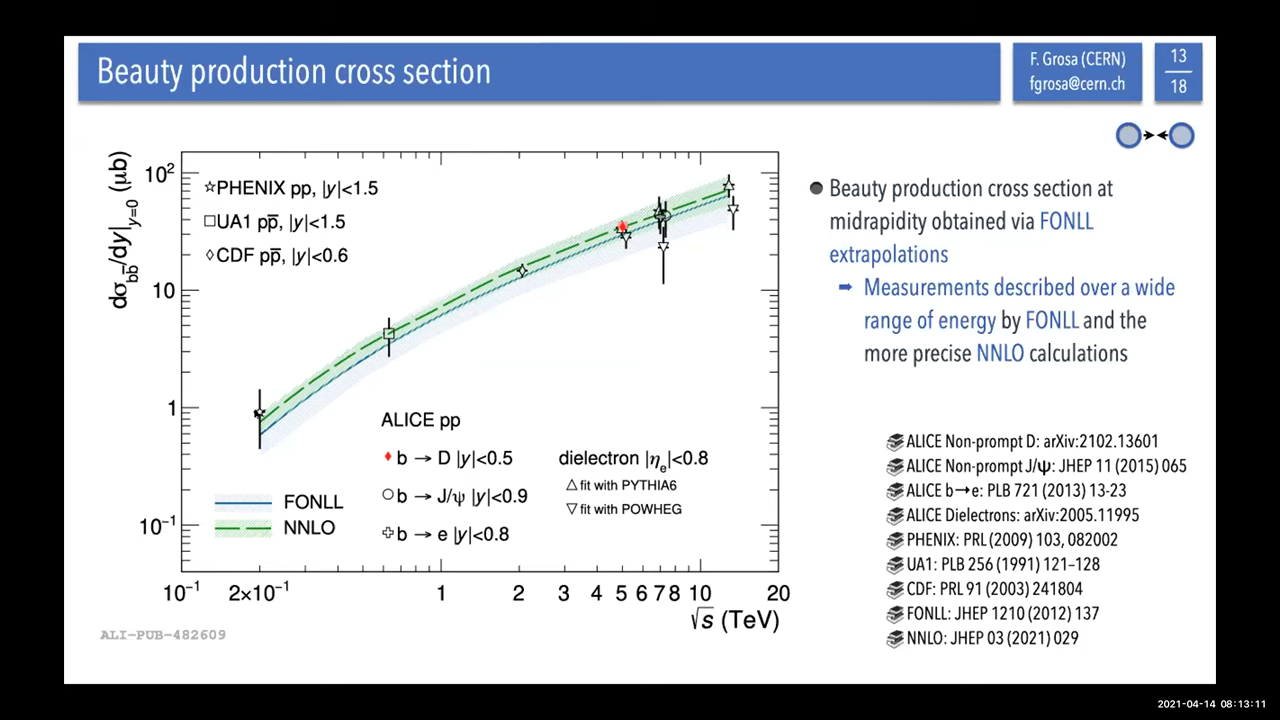 Beauty production cross section
F. Grosa (CERN)
fgrosa@cern.ch
13
18
dσbb̅/dy|y=0 (μb)
10²
10
1
10⁻¹
PHENIX pp, |y|<1.5
UA1 pp̅, |y|<1.5
CDF pp̅, |y|<0.6
ALICE pp
b → D |y|<0.5
b → J/ψ |y|<0.9
b → e |y|<0.8
dielectron |ηe|<0.8
fit with PYTHIA6
fit with POWHEG
FONLL
NNLO
10⁻¹ 2×10⁻¹ 1 2 3 4 5 6 7 8 10 20
√s (TeV)
ALI-PUB-482609
Beauty production cross section at
midrapidity obtained via FONLL
extrapolations
Measurements described over a wide
range of energy by FONLL and the
more precise NNLO calculations
ALICE Non-prompt D: arXiv:2102.13601
ALICE Non-prompt J/Ψ: JHEP 11 (2015) 065
ALICE b→e: PLB 721 (2013) 13-23
ALICE Dielectrons: arXiv:2005.11995
PHENIX: PRL (2009) 103, 082002
UA1: PLB 256 (1991) 121–128
CDF: PRL 91 (2003) 241804
FONLL: JHEP 1210 (2012) 137
NNLO: JHEP 03 (2021) 029
2021-04-14 08:13:11